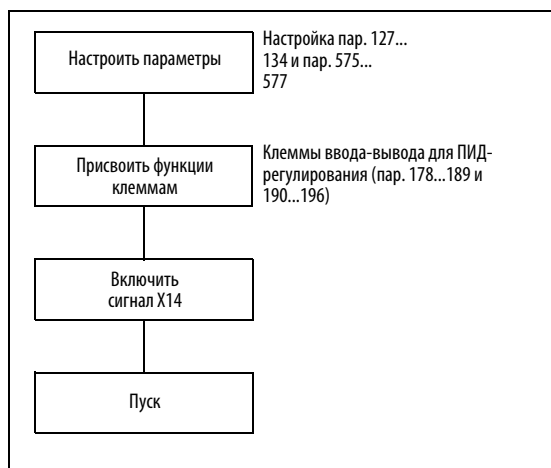 Настроить параметры
Настройка пар. 127...
134 и пар. 575...
577
Присвоить функции
клеммам
Клеммы ввода-вывода для ПИД-
регулирования (пар. 178...189 и
190...196)
Включить
сигнал X14
Пуск